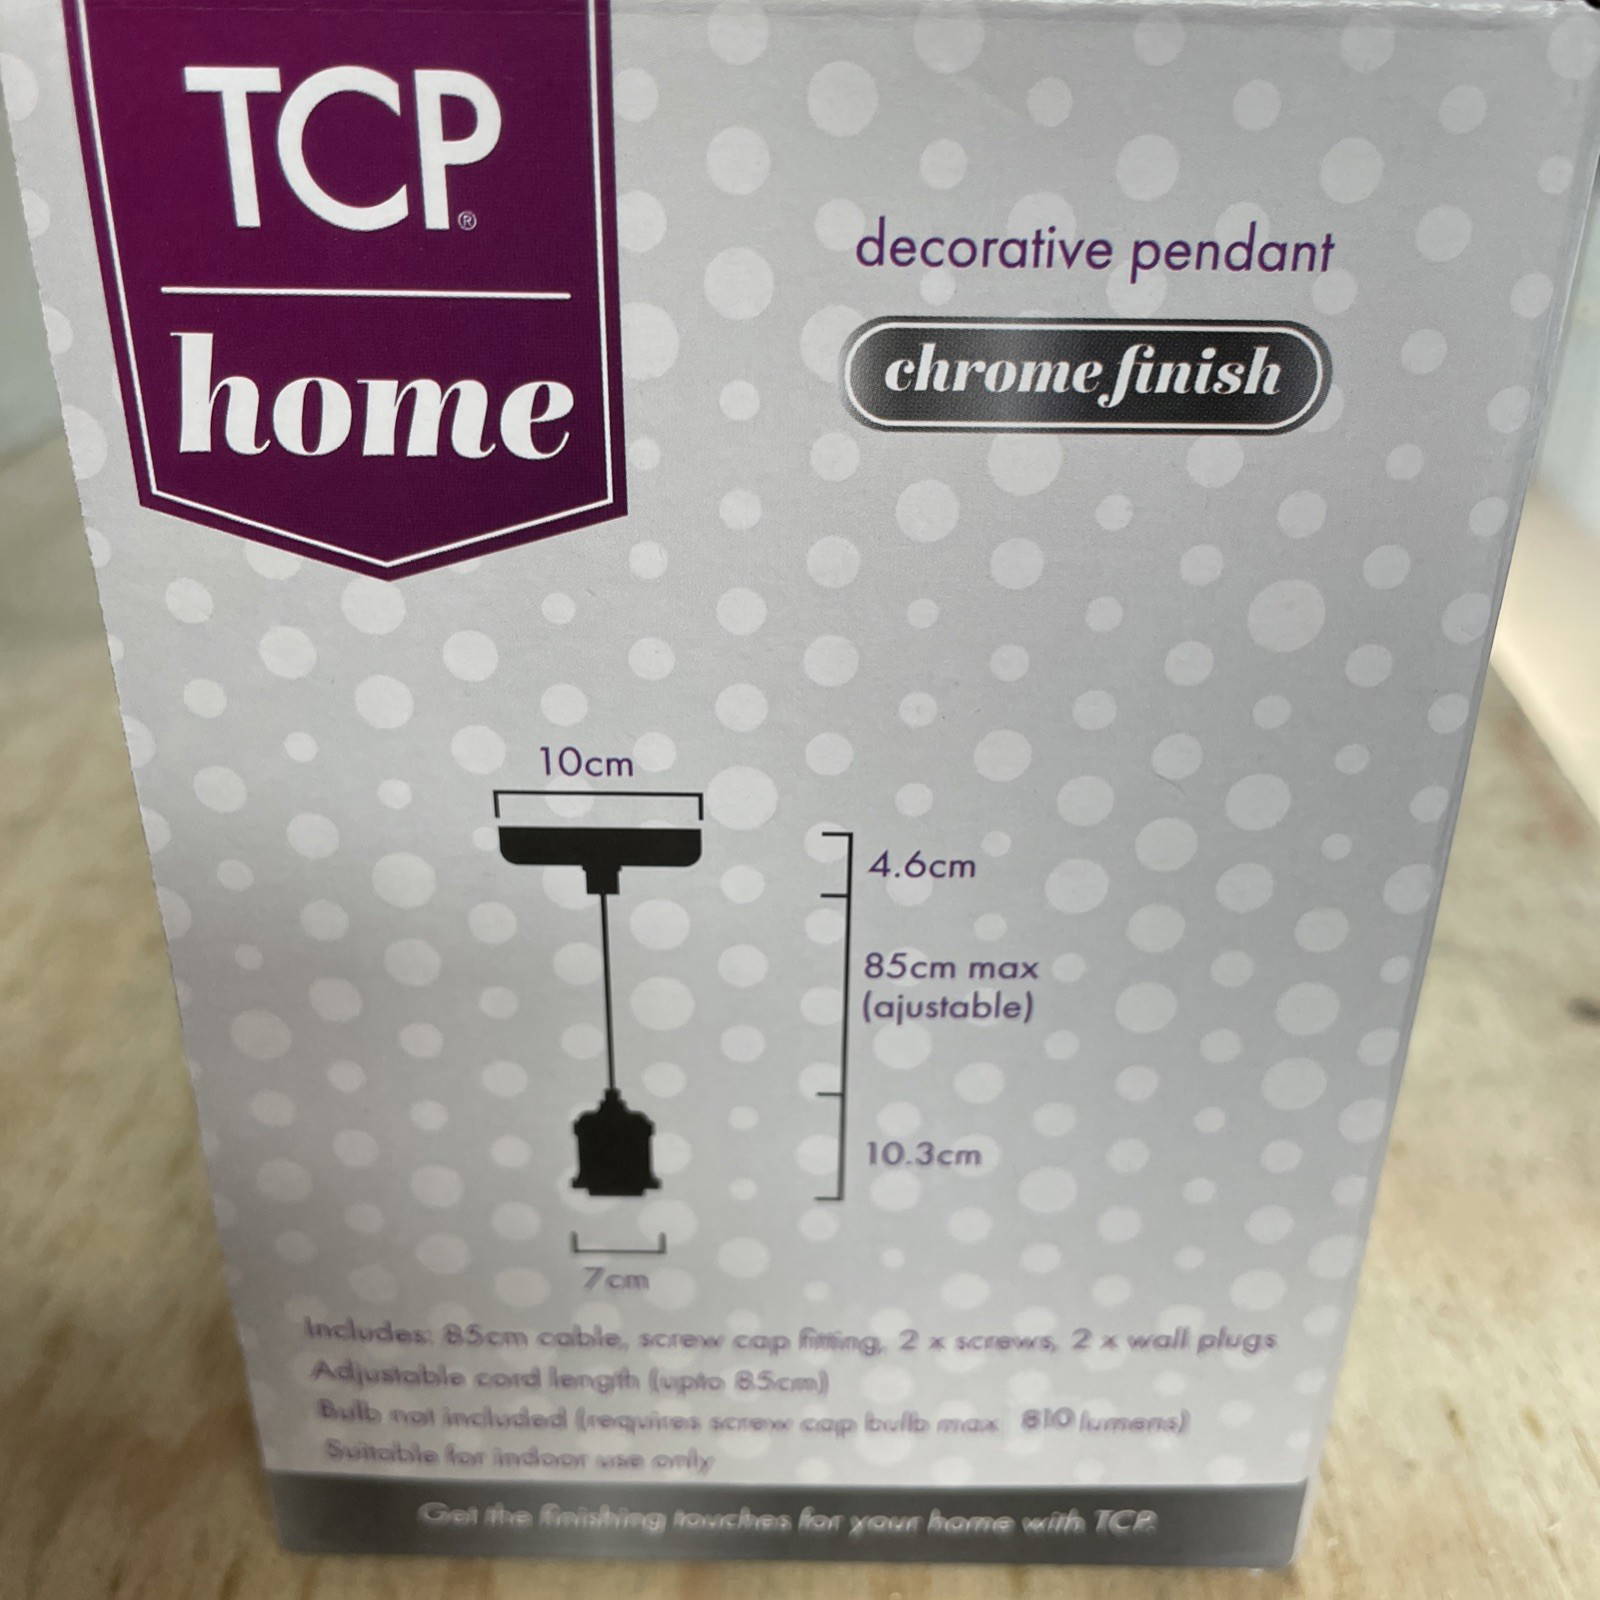 TCP®
home
decorative pendant
chrome finish
10cm
4.6cm
85cm max
(ajustable)
10.3cm
7cm
Includes: 85cm cable, screw cap fitting, 2 x screws, 2 x wall plugs
Adjustable cord length (upto 85cm)
Bulb not included (requires screw cap bulb max 810 lumens)
Suitable for indoor use only
Get the finishing touches for your home with TCP.